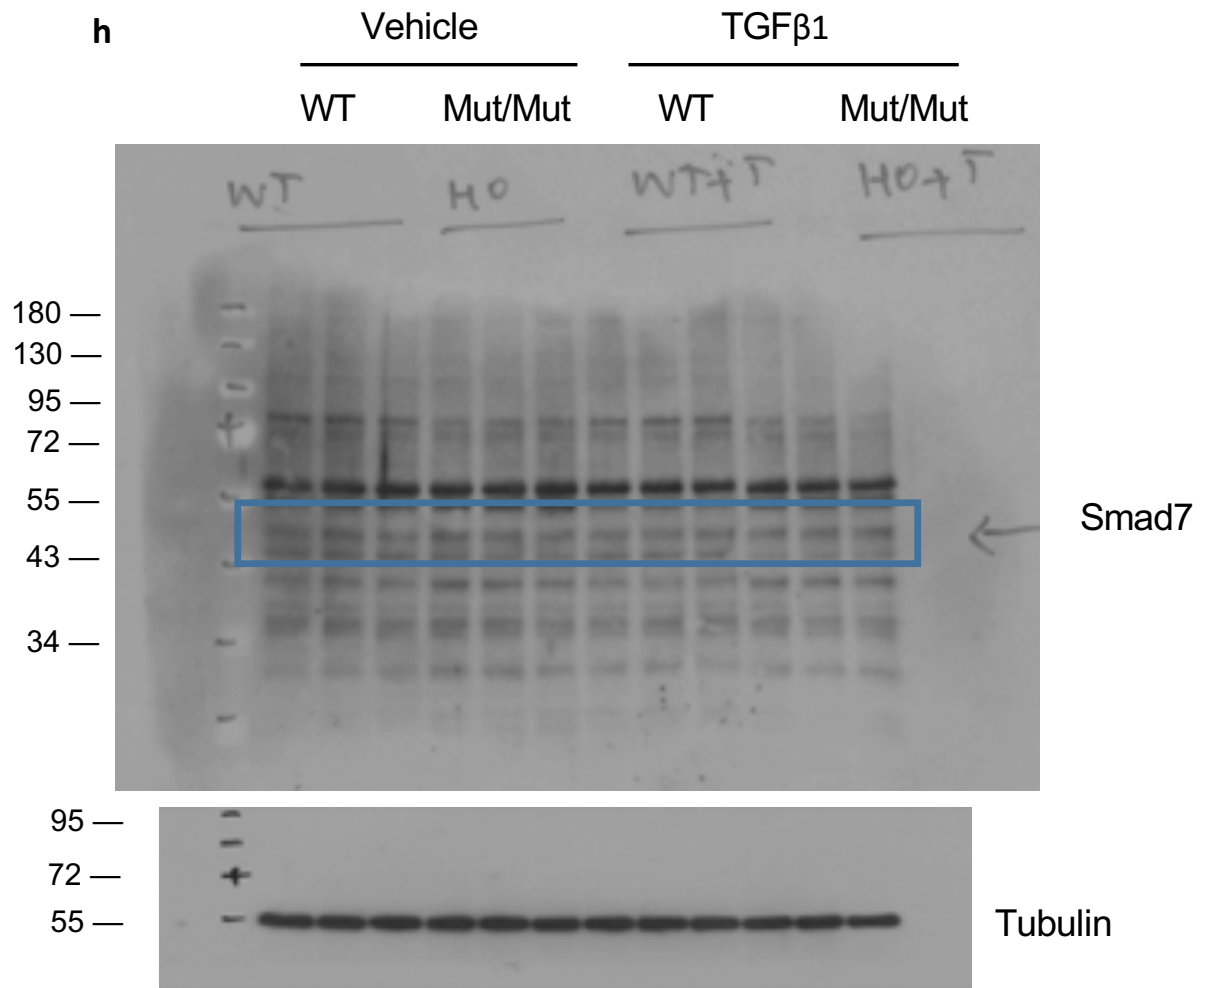 h
Vehicle TGFβ1
WT Mut/Mut WT Mut/Mut
WT HO WT+T HO+T
180 —
130 —
95 —
72 —
55 —
43 —
34 —
Smad7
95 —
72 —
55 —
Tubulin